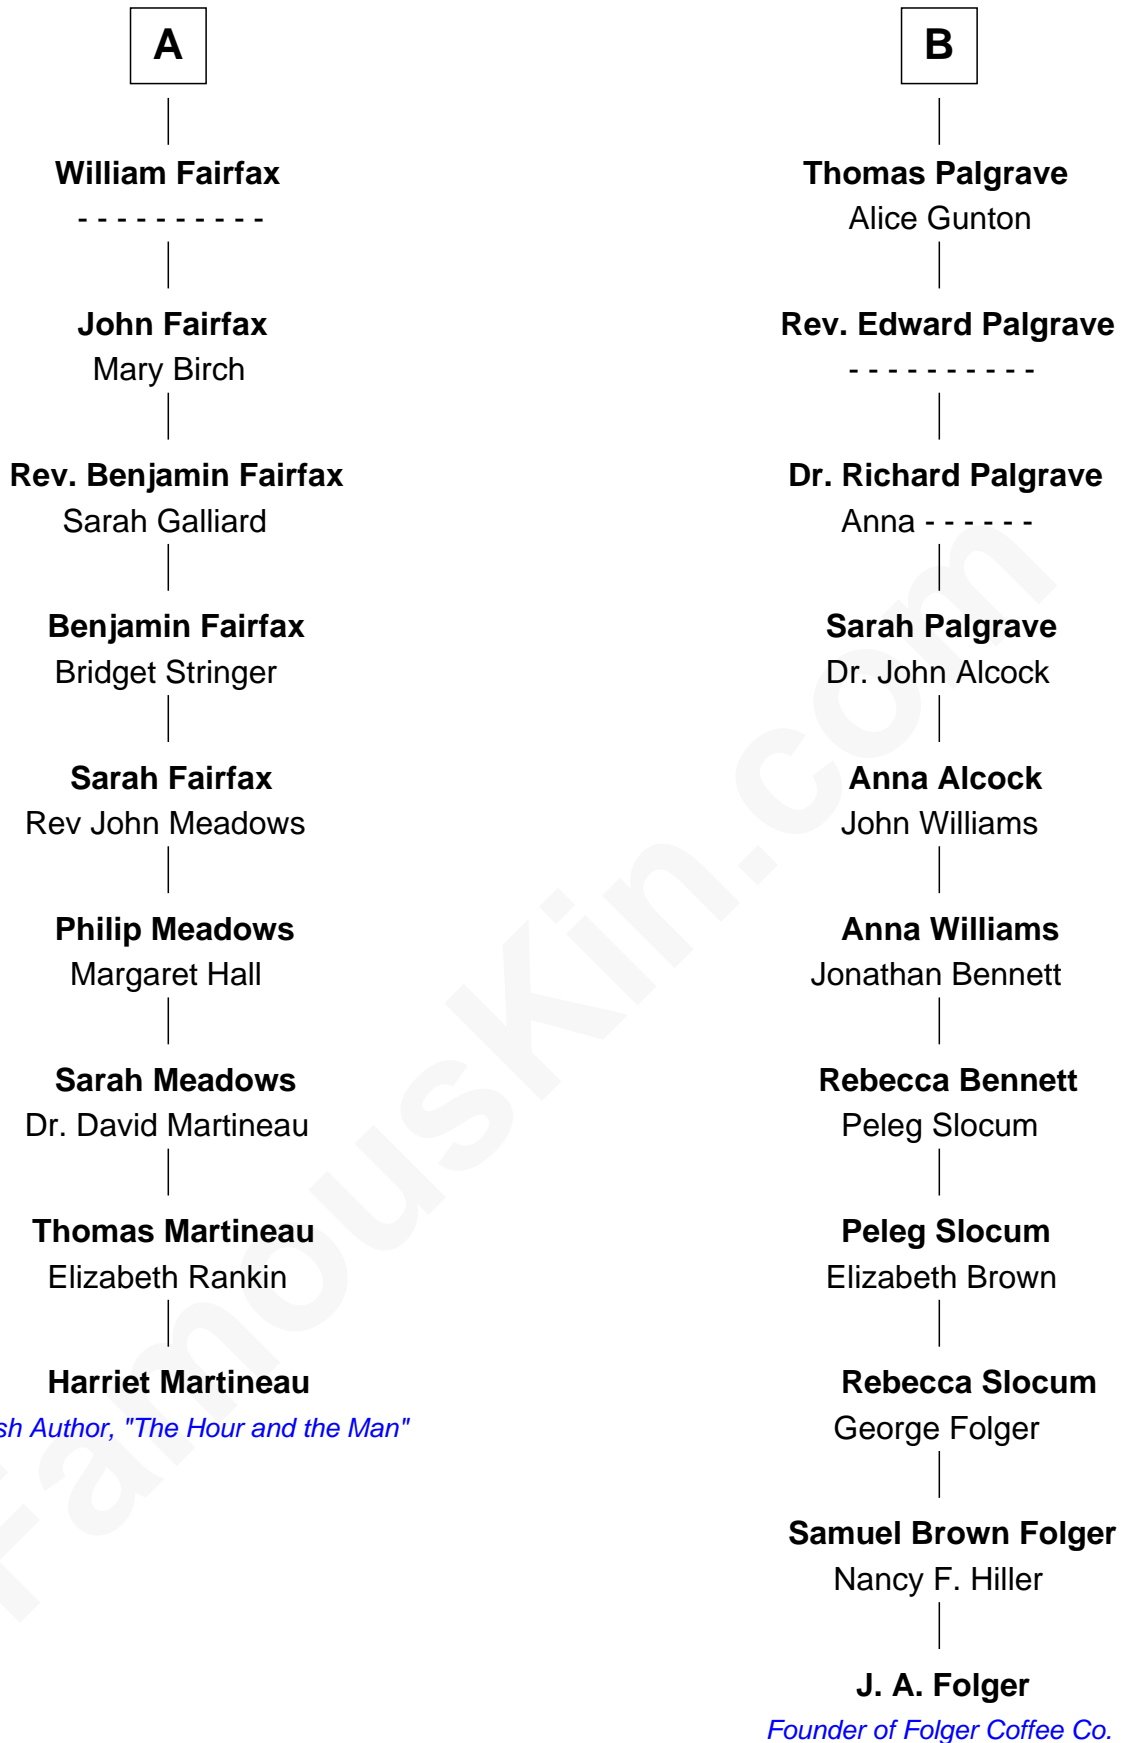 A
William Fairfax
- - - - - - - - - -
John Fairfax
Mary Birch
Rev. Benjamin Fairfax
Sarah Galliard
Benjamin Fairfax
Bridget Stringer
Sarah Fairfax
Rev John Meadows
Philip Meadows
Margaret Hall
Sarah Meadows
Dr. David Martineau
Thomas Martineau
Elizabeth Rankin
Harriet Martineau
sh Author, "The Hour and the Man"
B
Thomas Palgrave
Alice Gunton
Rev. Edward Palgrave
- - - - - - - - - -
Dr. Richard Palgrave
Anna - - - - - -
Sarah Palgrave
Dr. John Alcock
Anna Alcock
John Williams
Anna Williams
Jonathan Bennett
Rebecca Bennett
Peleg Slocum
Peleg Slocum
Elizabeth Brown
Rebecca Slocum
George Folger
Samuel Brown Folger
Nancy F. Hiller
J. A. Folger
Founder of Folger Coffee Co.
FamousKin.com